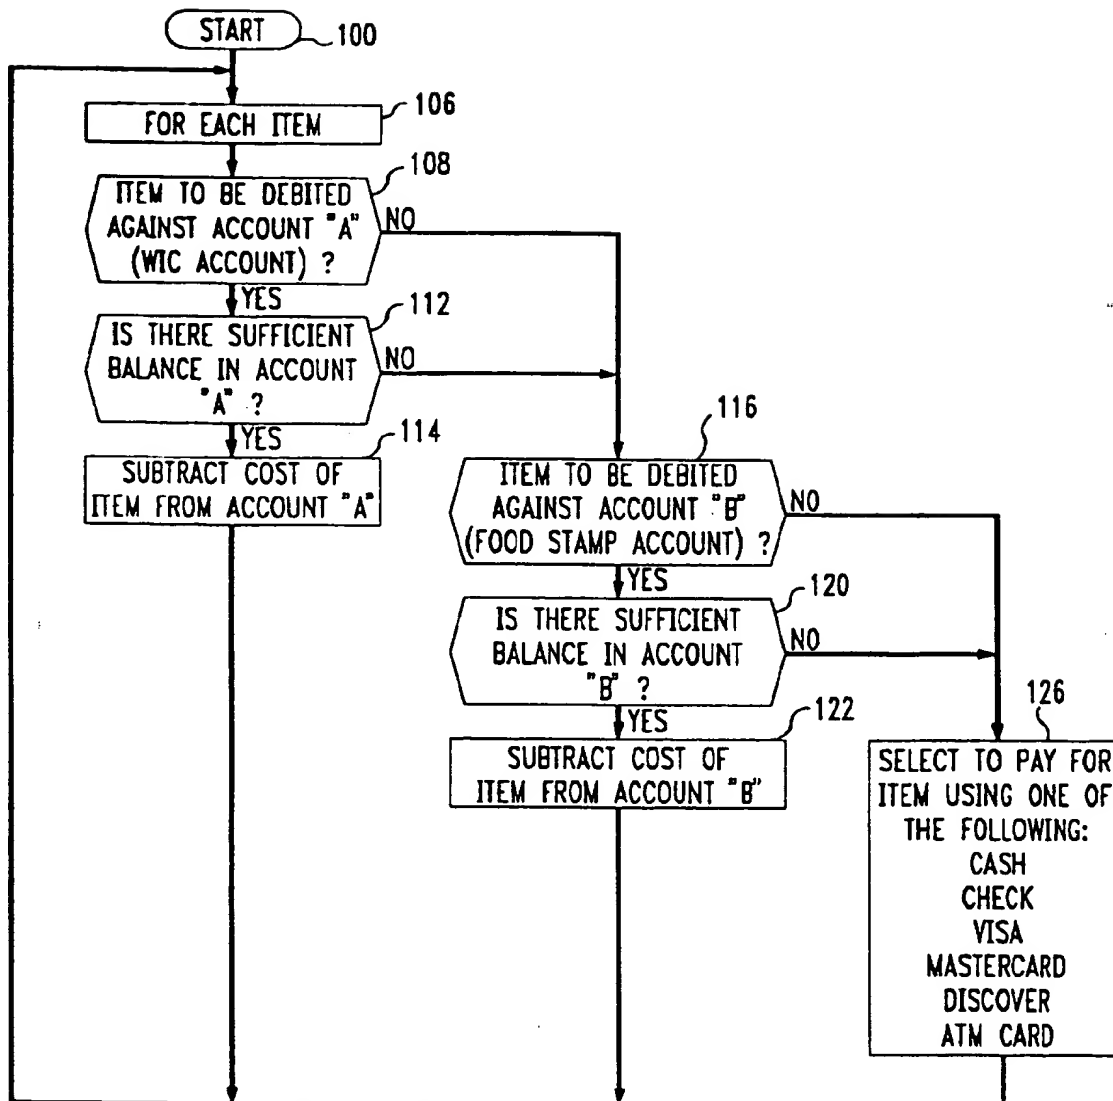 START
100
FOR EACH ITEM
106
ITEM TO BE DEBITED
AGAINST ACCOUNT "A"
(WIC ACCOUNT) ?
108
NO
YES
IS THERE SUFFICIENT
BALANCE IN ACCOUNT
"A" ?
112
NO
YES
SUBTRACT COST OF
ITEM FROM ACCOUNT "A"
114
ITEM TO BE DEBITED
AGAINST ACCOUNT "B"
(FOOD STAMP ACCOUNT) ?
116
NO
YES
IS THERE SUFFICIENT
BALANCE IN ACCOUNT
"B" ?
120
NO
YES
SUBTRACT COST OF
ITEM FROM ACCOUNT "B"
122
126
SELECT TO PAY FOR
ITEM USING ONE OF
THE FOLLOWING:
CASH
CHECK
VISA
MASTERCARD
DISCOVER
ATM CARD